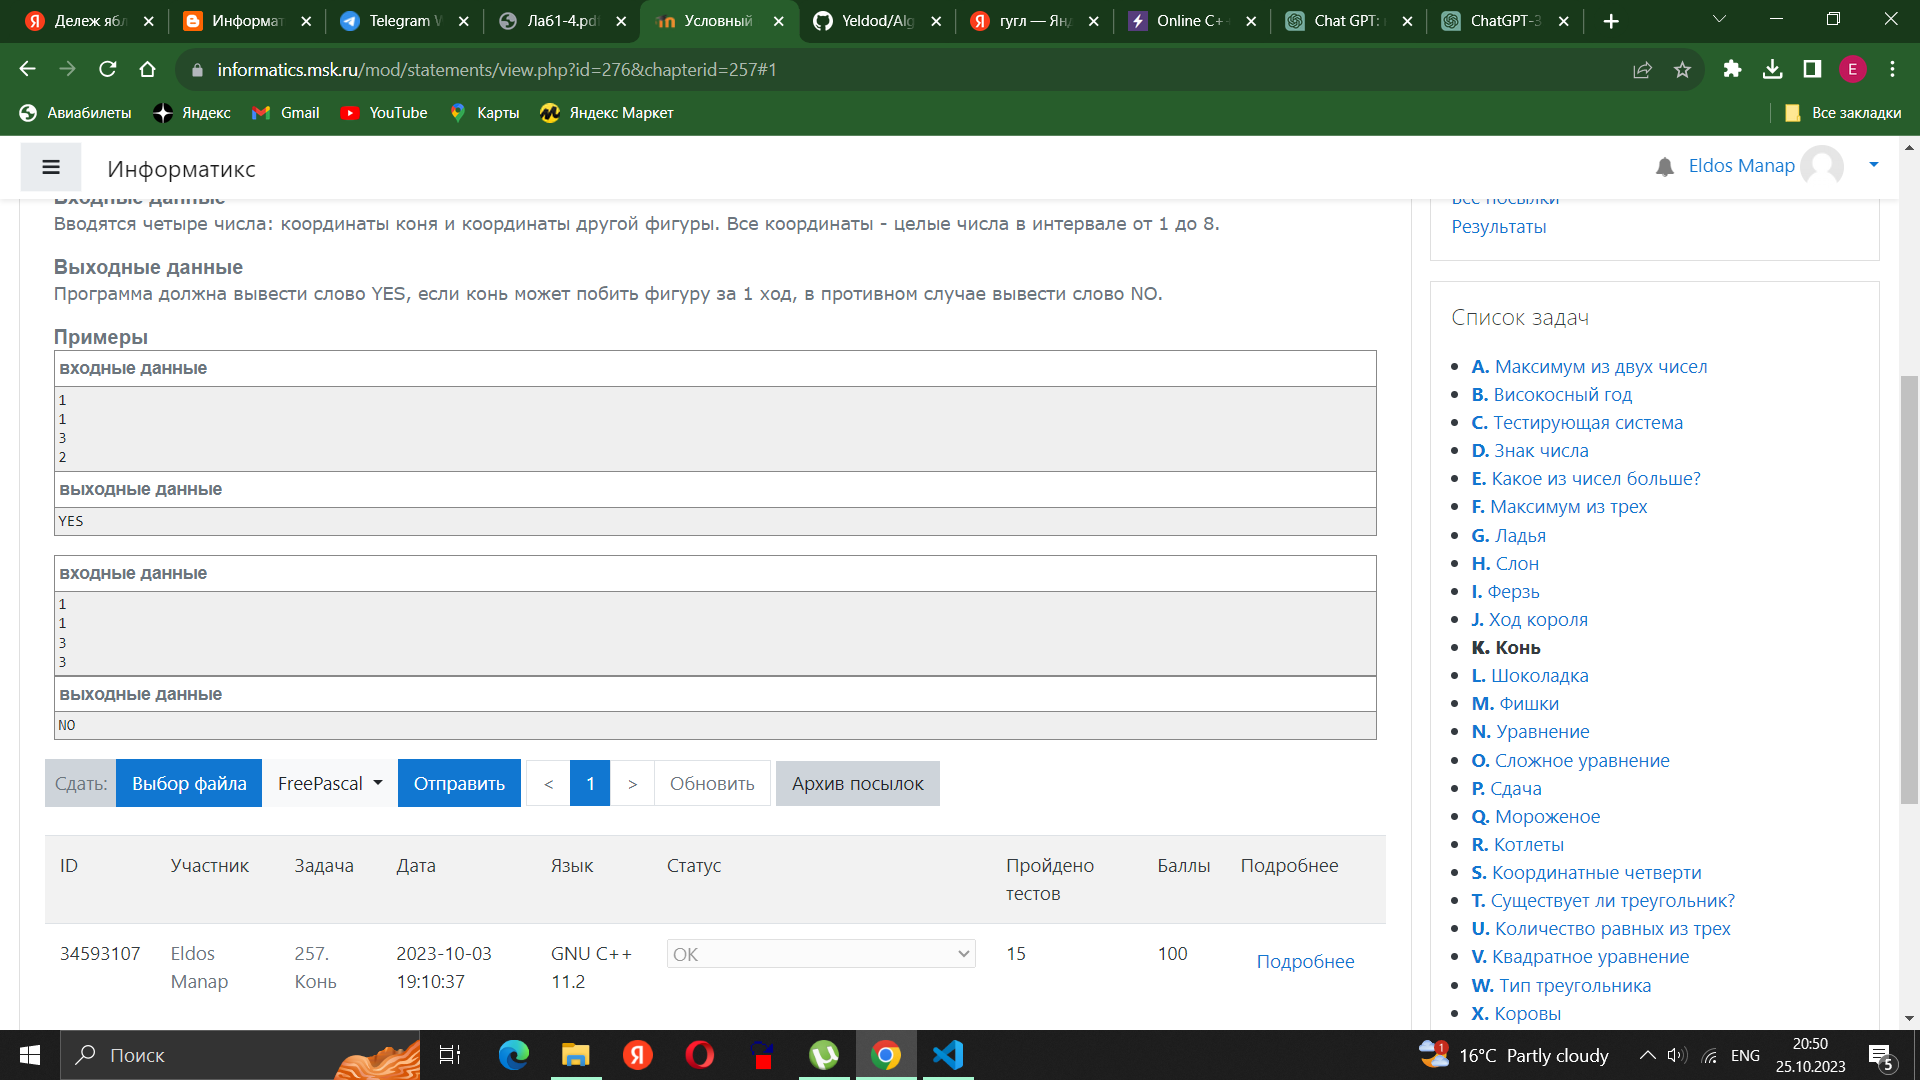 Дележ ябл
Информат
Telegram W
Лаб1-4.pdf
Условный
Yeldod/Alg
гугл — Янд
Online C++
Chat GPT:
ChatGPT-3
informatics.msk.ru/mod/statements/view.php?id=276&chapterid=257#1
E
Авиабилеты
Яндекс
Gmail
YouTube
Карты
Яндекс Маркет
Все закладки
Информатикс
Eldos Manap
Входные данные
Вводятся четыре числа: координаты коня и координаты другой фигуры. Все координаты - целые числа в интервале от 1 до 8.
Выходные данные
Программа должна вывести слово YES, если конь может побить фигуру за 1 ход, в противном случае вывести слово NO.
Примеры
входные данные
1
1
3
2
выходные данные
YES
входные данные
1
1
3
3
выходные данные
NO
Сдать: Выбор файла FreePascal Отправить < 1 > Обновить Архив посылок
ID Участник Задача Дата Язык Статус Пройдено тестов Баллы Подробнее
34593107 Eldos Manap 257. Конь 2023-10-03 19:10:37 GNU C++ 11.2 OK 15 100 Подробнее
Все посылки
Результаты
Список задач
A. Максимум из двух чисел
B. Високосный год
C. Тестирующая система
D. Знак числа
E. Какое из чисел больше?
F. Максимум из трех
G. Ладья
H. Слон
I. Ферзь
J. Ход короля
K. Конь
L. Шоколадка
M. Фишки
N. Уравнение
O. Сложное уравнение
P. Сдача
Q. Мороженое
R. Котлеты
S. Координатные четверти
T. Существует ли треугольник?
U. Количество равных из трех
V. Квадратное уравнение
W. Тип треугольника
X. Коровы
Поиск
1
16°C Partly cloudy
ENG
20:50
25.10.2023
5